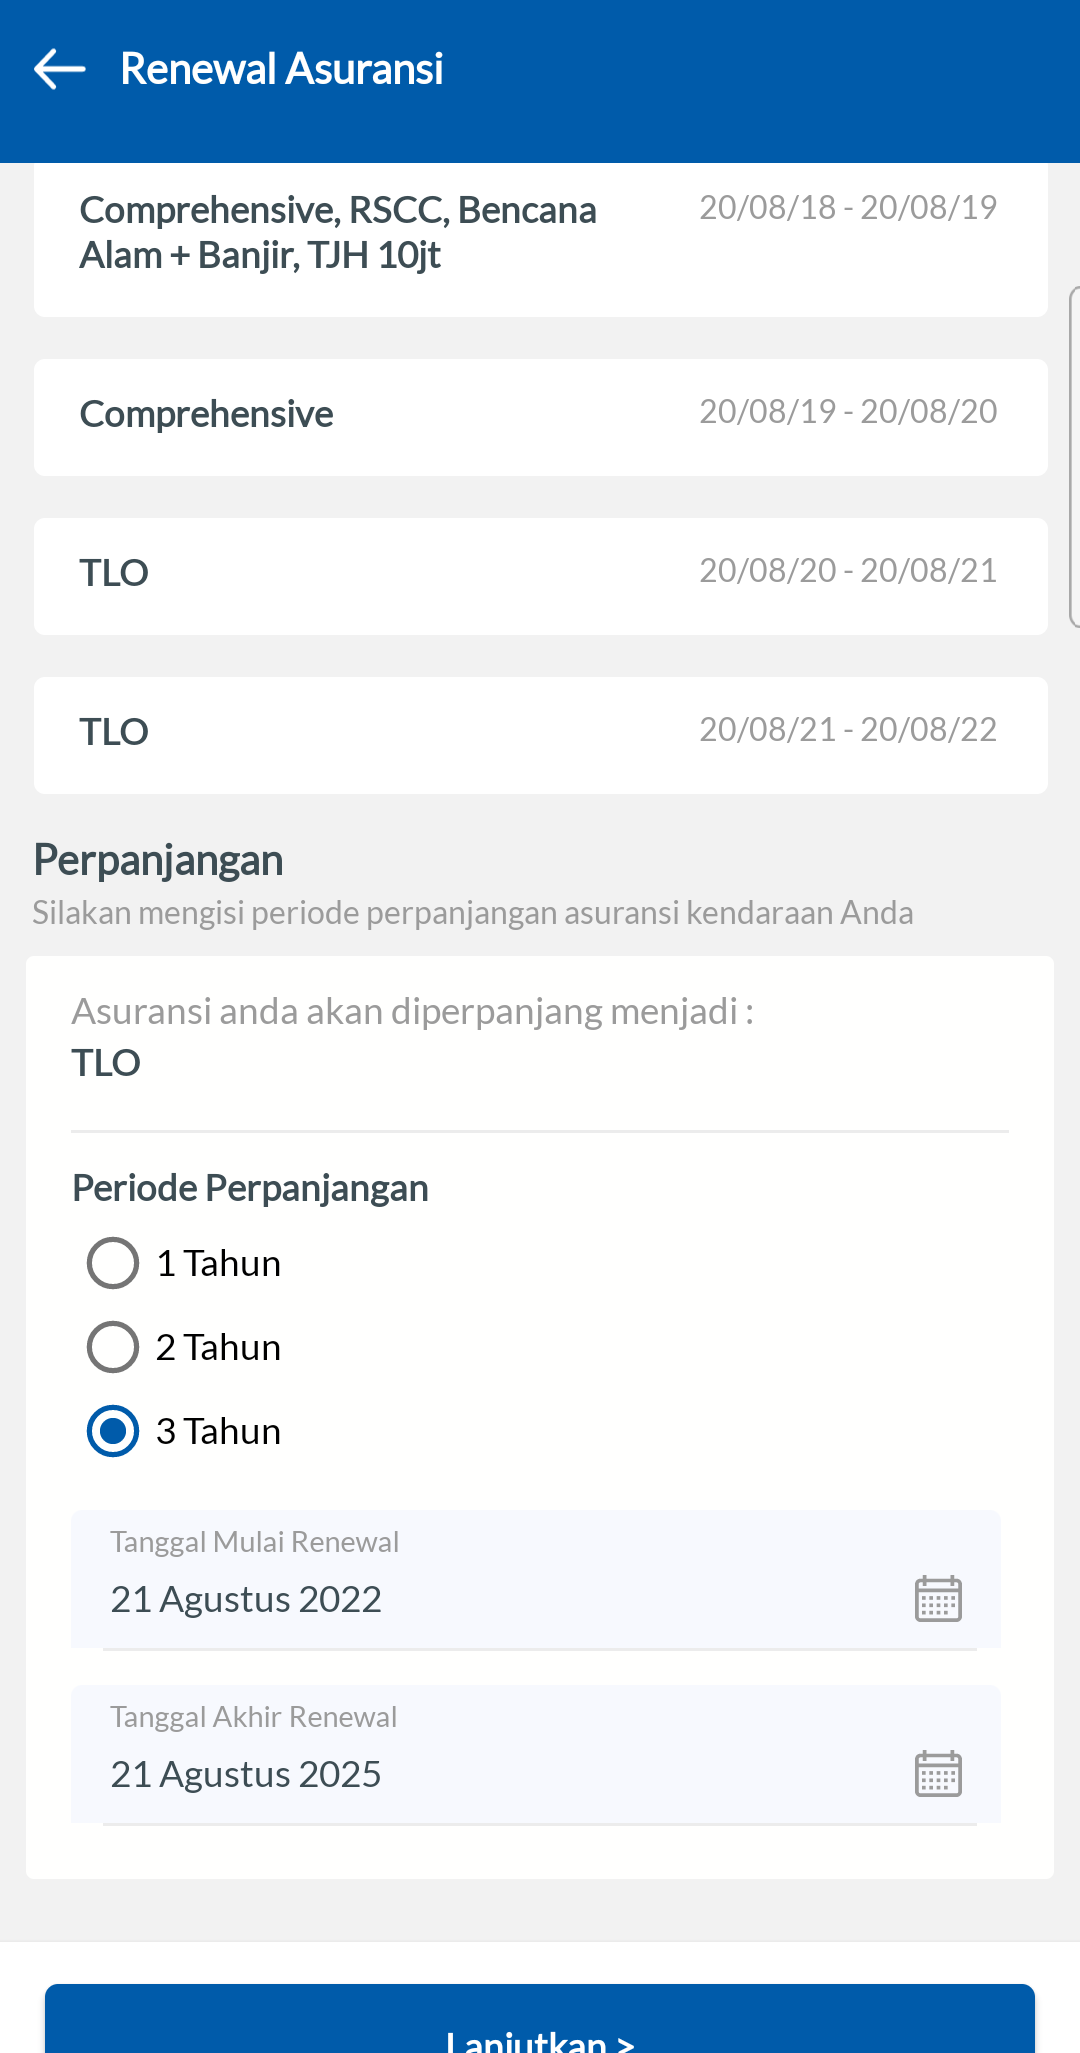 Renewal Asuransi
Comprehensive, RSCC, Bencana
Alam + Banjir, TJH 10jt
20/08/18 - 20/08/19
Comprehensive
20/08/19 - 20/08/20
TLO
20/08/20 - 20/08/21
TLO
20/08/21 - 20/08/22
Perpanjangan
Silakan mengisi periode perpanjangan asuransi kendaraan Anda
Asuransi anda akan diperpanjang menjadi :
TLO
Periode Perpanjangan
1 Tahun
2 Tahun
3 Tahun
Tanggal Mulai Renewal
21 Agustus 2022
Tanggal Akhir Renewal
21 Agustus 2025
Lanjutkan >